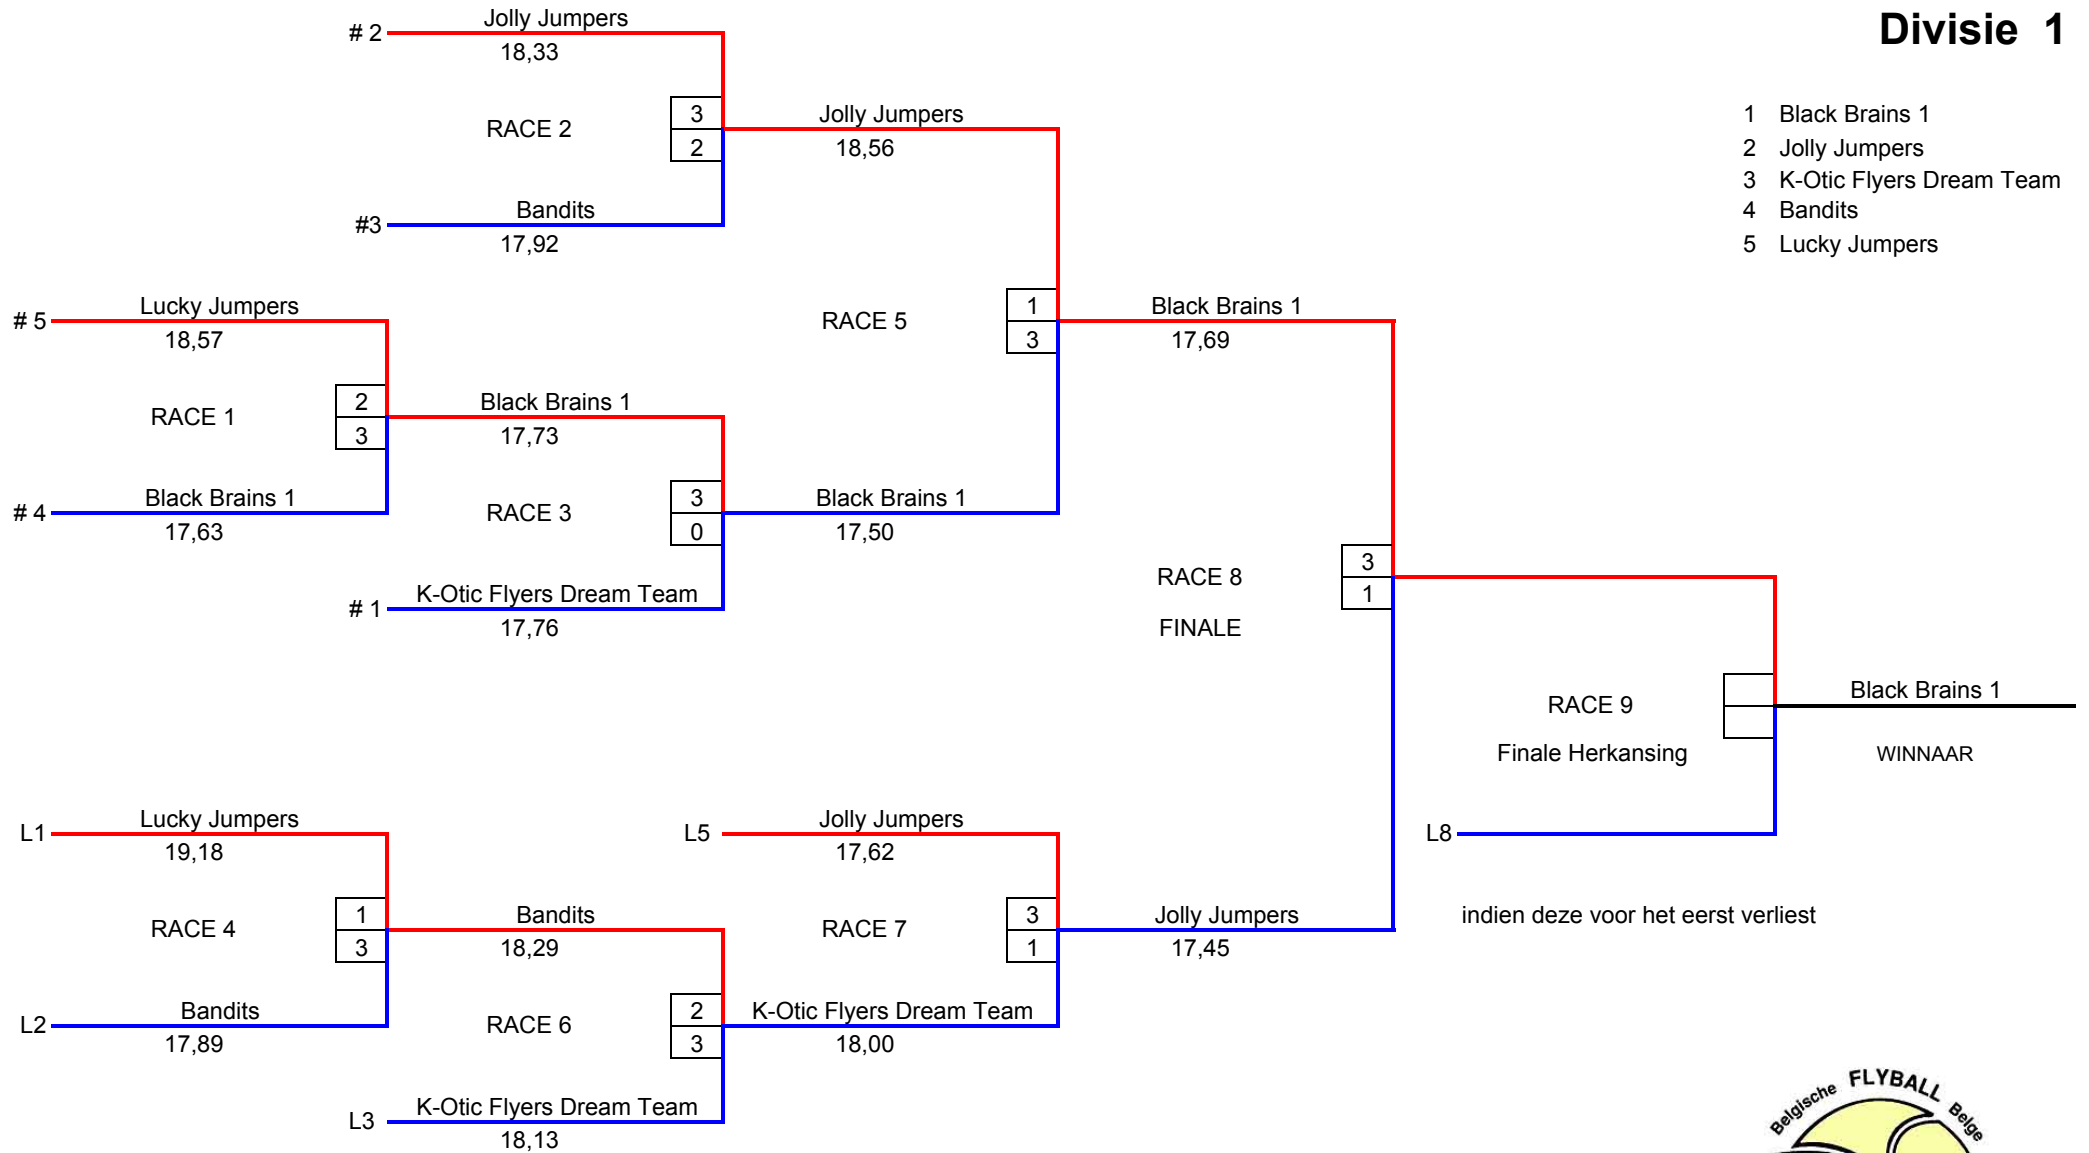 Divisie 1
1 Black Brains 1
2 Jolly Jumpers
3 K-Otic Flyers Dream Team
4 Bandits
5 Lucky Jumpers
# 2 Jolly Jumpers
18,33
RACE 2
3
2
#3 Bandits
17,92
Jolly Jumpers
18,56
# 5 Lucky Jumpers
18,57
RACE 1
2
3
# 4 Black Brains 1
17,63
Black Brains 1
17,73
RACE 3
3
0
# 1 K-Otic Flyers Dream Team
17,76
RACE 5
1
3
Black Brains 1
17,50
Black Brains 1
17,69
RACE 8
FINALE
3
1
RACE 9
Finale Herkansing
Black Brains 1
WINNAAR
L8
indien deze voor het eerst verliest
L1 Lucky Jumpers
19,18
RACE 4
1
3
L2 Bandits
17,89
Bandits
18,29
RACE 6
2
3
L3 K-Otic Flyers Dream Team
18,13
L5 Jolly Jumpers
17,62
RACE 7
3
1
K-Otic Flyers Dream Team
18,00
Jolly Jumpers
17,45
Belgische FLYBALL Belge